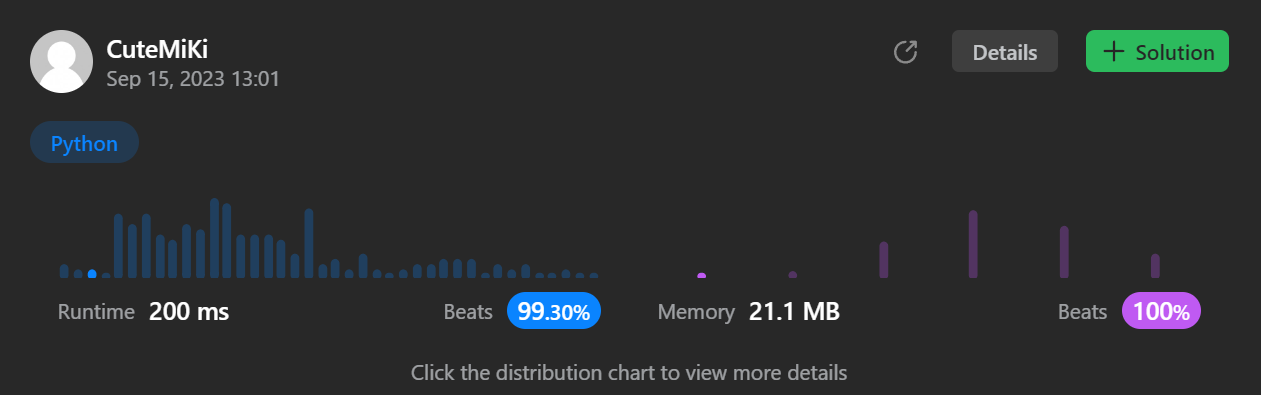 CuteMiKi
Sep 15, 2023 13:01
Details
+ Solution
Python
Runtime 200 ms Beats 99.30% Memory 21.1 MB Beats 100%
Click the distribution chart to view more details